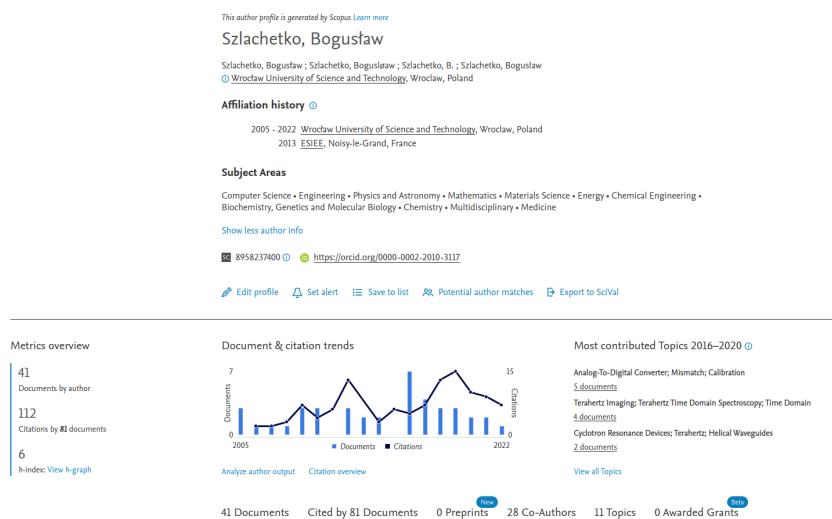 This author profile is generated by Scopus Learn more
Szlachetko, Bogusław
Szlachetko, Bogusław ; Szlachetko, Bogusløaw ; Szlachetko, B. ; Szlachetko, Boguslaw
Wrocław University of Science and Technology, Wroclaw, Poland
Affiliation history
2005 - 2022 Wrocław University of Science and Technology, Wroclaw, Poland
2013 ESIEE, Noisy-le-Grand, France
Subject Areas
Computer Science • Engineering • Physics and Astronomy • Mathematics • Materials Science • Energy • Chemical Engineering •
Biochemistry, Genetics and Molecular Biology • Chemistry • Multidisciplinary • Medicine
Show less author info
SC 8958237400 iD https://orcid.org/0000-0002-2010-3117
Edit profile Set alert Save to list Potential author matches Export to SciVal
Metrics overview
41
Documents by author
112
Citations by 81 documents
6
h-index: View h-graph
Document & citation trends
7 15
Documents
Citations
0 0
2005 2022
Documents Citations
Analyze author output Citation overview
Most contributed Topics 2016–2020
Analog-To-Digital Converter; Mismatch; Calibration
5 documents
Terahertz Imaging; Terahertz Time Domain Spectroscopy; Time Domain
4 documents
Cyclotron Resonance Devices; Terahertz; Helical Waveguides
2 documents
View all Topics
New Beta
41 Documents Cited by 81 Documents 0 Preprints 28 Co-Authors 11 Topics 0 Awarded Grants